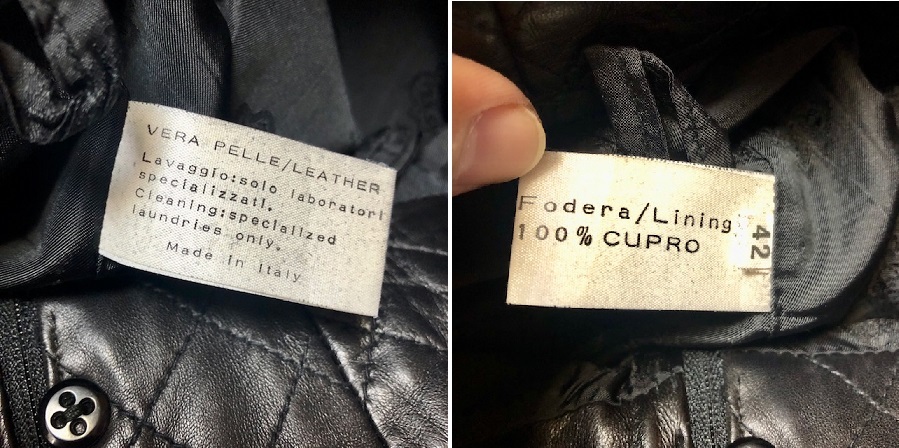 VERA PELLE/LEATHER
Lavaggio:solo laboratori
specializzati.
Cleaning:specialized
laundries only.
Made in Italy
Fodera/Lining
100% CUPRO
42